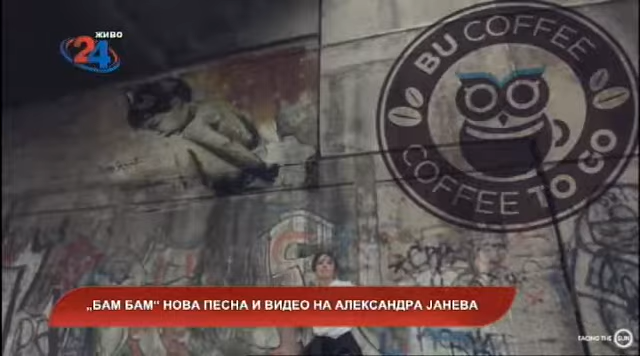 ЖИВО
24
BU COFFEE
COFFEE TO GO
„БАМ БАМ“ НОВА ПЕСНА И ВИДЕО НА АЛЕКСАНДРА ЈАНЕВА
FACING THE SUN